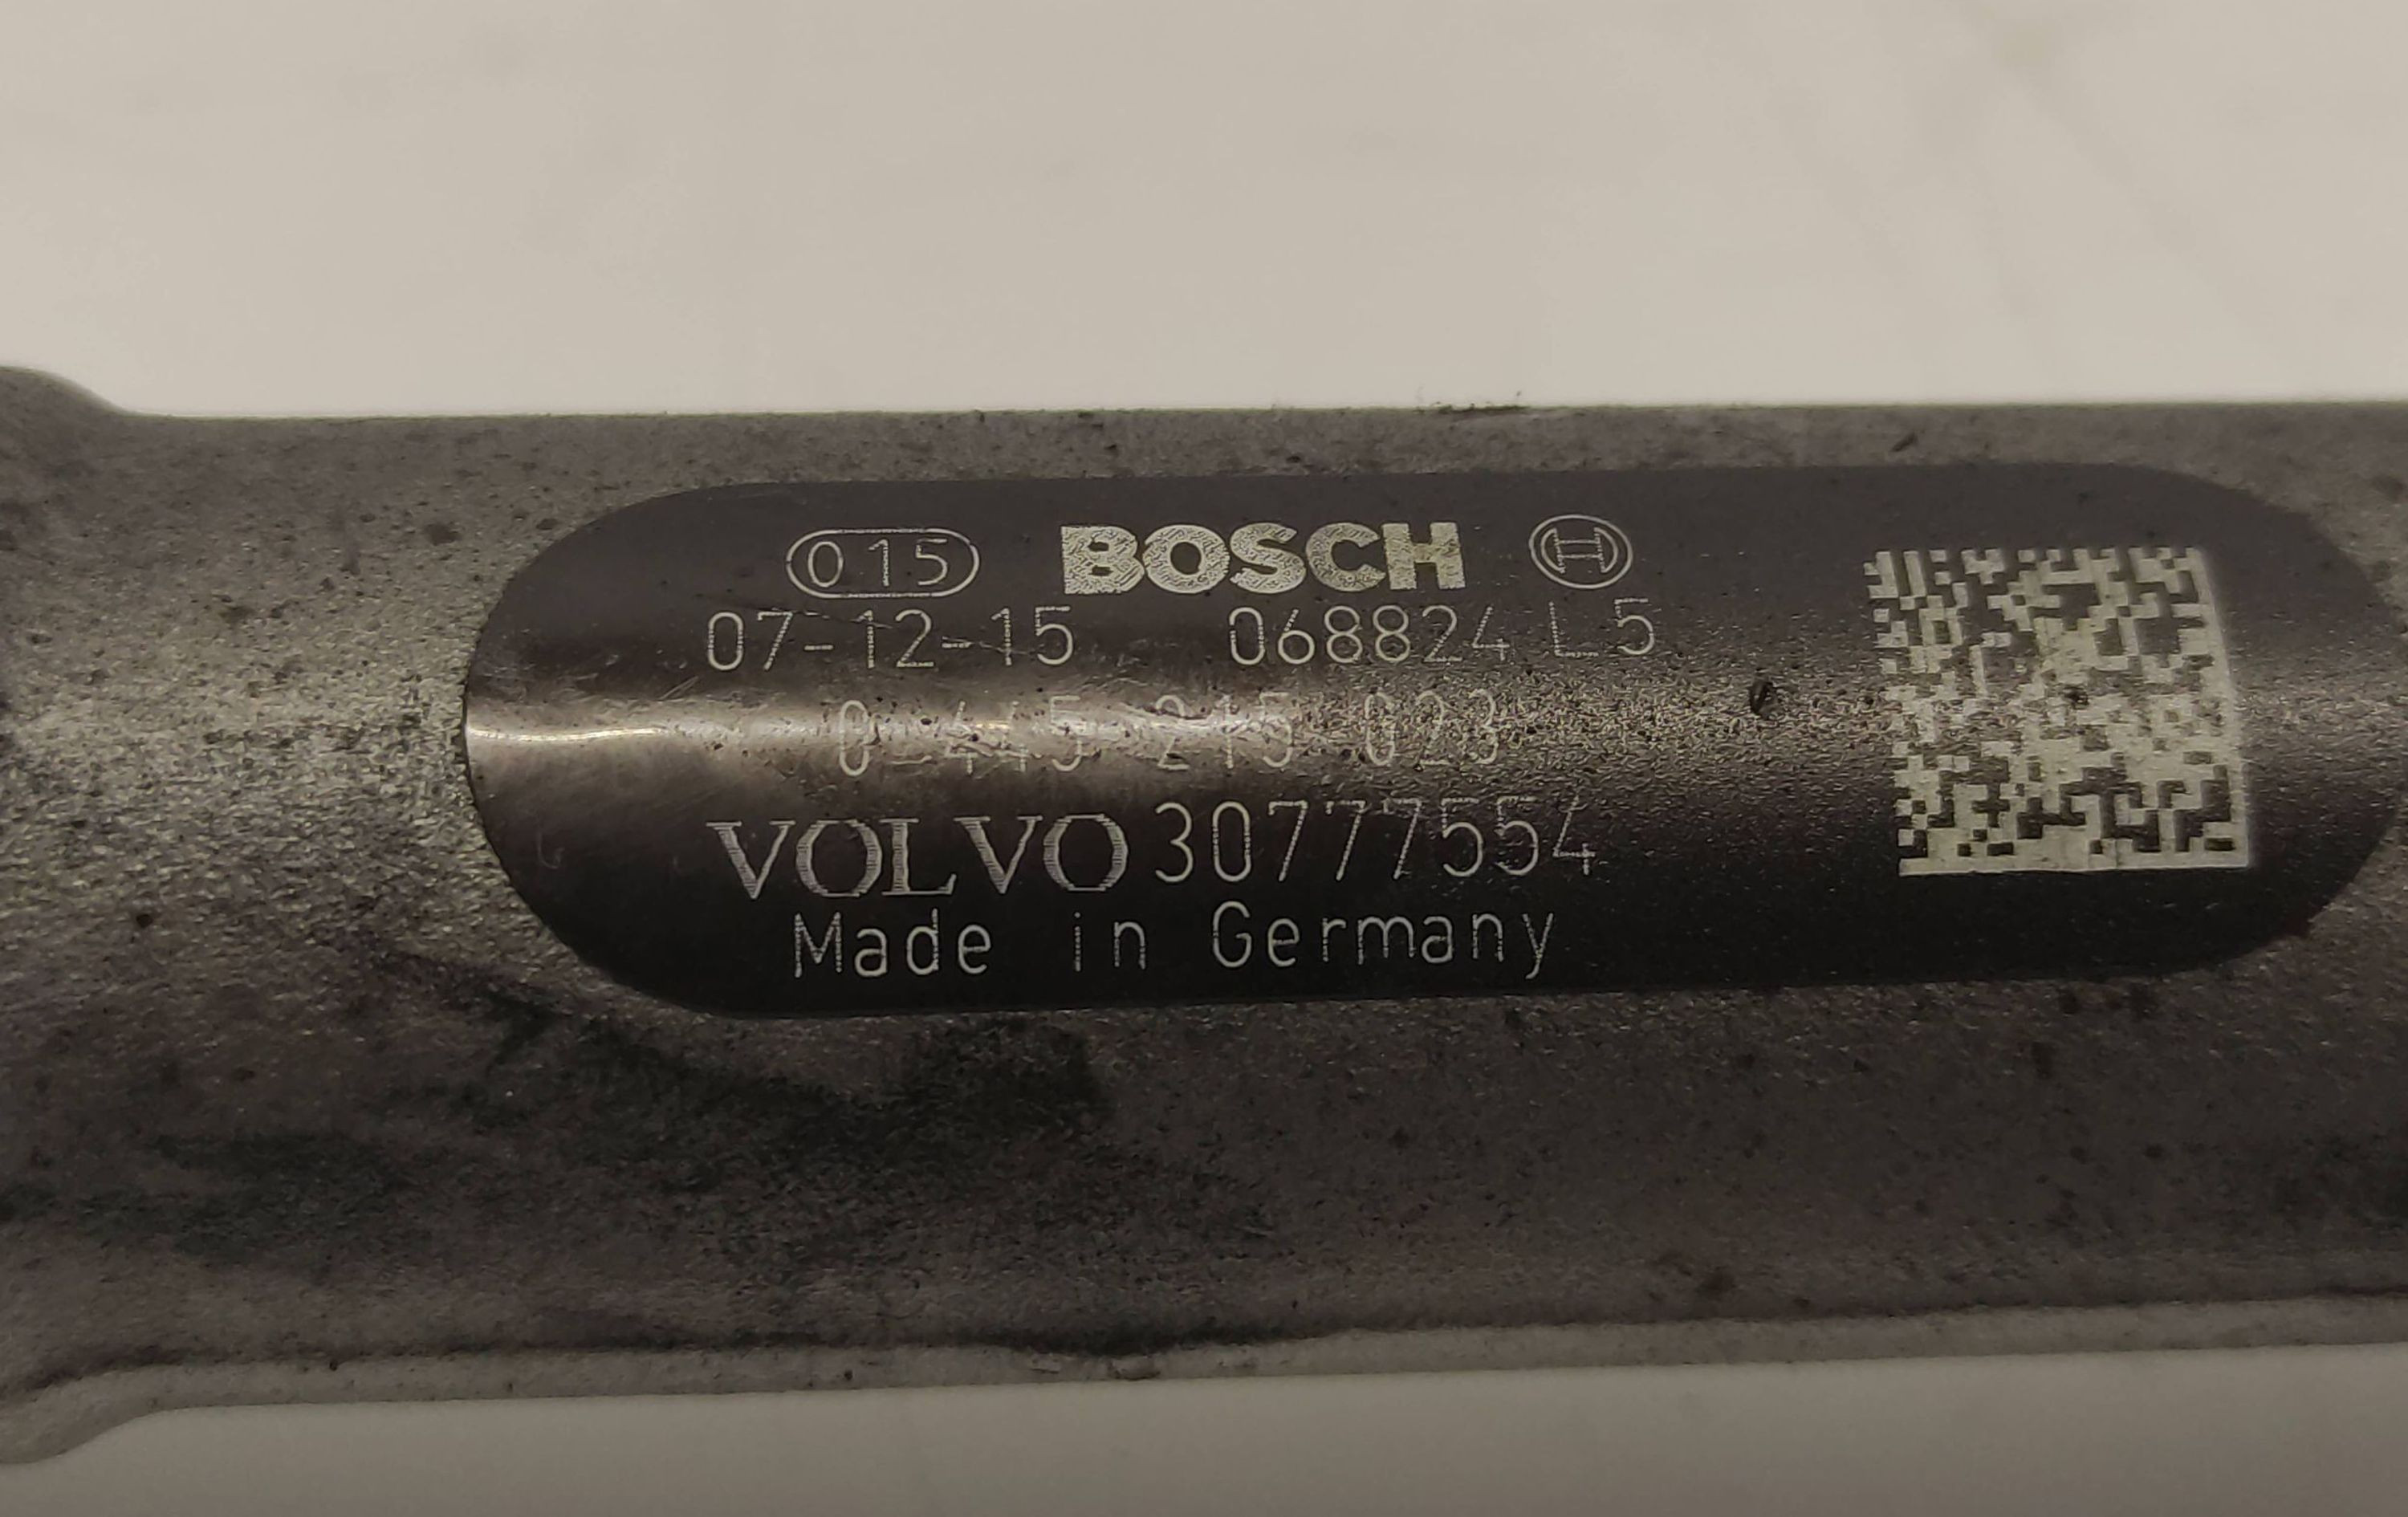 015 BOSCH
07-12-15 068824 L5
0 445 215 023
VOLVO 30777554
Made in Germany